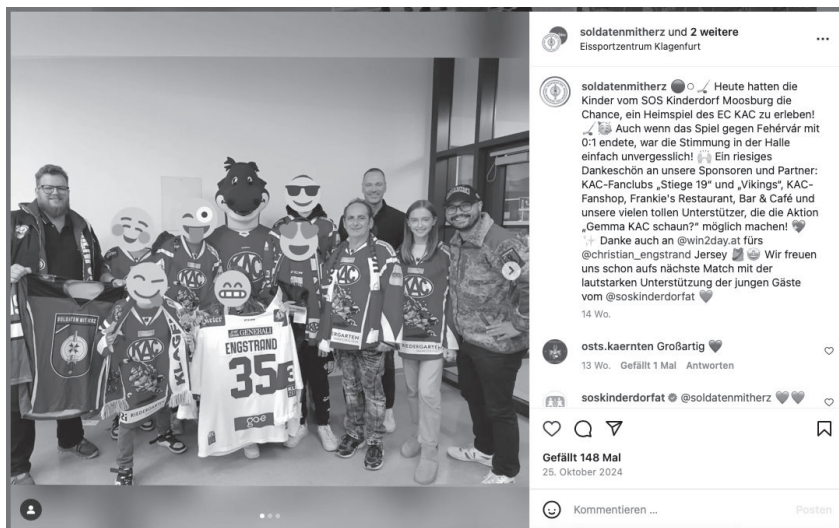 soldatenmitherz und 2 weitere
Eissportzentrum Klagenfurt
soldatenmitherz Heute hatten die
Kinder vom SOS Kinderdorf Moosburg die
Chance, ein Heimspiel des EC KAC zu erleben!
Auch wenn das Spiel gegen Fehérvár mit
0:1 endete, war die Stimmung in der Halle
einfach unvergesslich! Ein riesiges
Dankeschön an unsere Sponsoren und Partner:
KAC-Fanclubs „Stiege 19“ und „Vikings“, KAC-
Fanshop, Frankie's Restaurant, Bar & Café und
unsere vielen tollen Unterstützer, die die Aktion
„Gemma KAC schaun?“ möglich machen!
Danke auch an @win2day.at fürs
@christian_engstrand Jersey Wir freuen
uns schon aufs nächste Match mit der
lautstarken Unterstützung der jungen Gäste
vom @soskinderdorfat
14 Wo.
osts.kaernten Großartig
13 Wo. Gefällt 1 Mal Antworten
soskinderdorfat @soldatenmitherz
Gefällt 148 Mal
25. Oktober 2024
Kommentieren ...
Posten
SOLDATEN MIT HERZ
KAC
KLAGE
KAC
KAC
KAC
GENERALI
ENGSTRAND
35
gg-e
RIEDERGARTEN
RIEDERGARTEN
RIEDERGARTEN